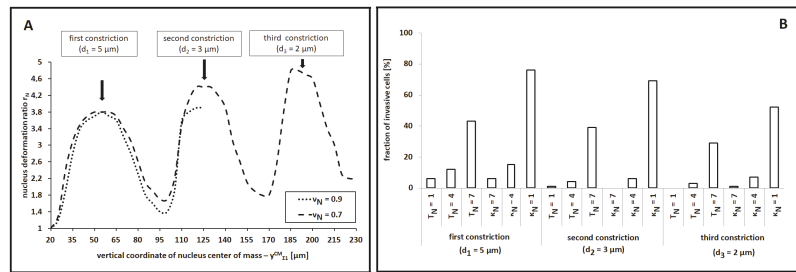 A
first constriction
(d1 = 5 µm)
second constriction
(d2 = 3 µm)
third constriction
(d3 = 2 µm)
nucleus deformation ratio rN
5
4.6
4.2
3.8
3.4
3
2.6
2.2
1.8
1.4
1
20 35 50 65 80 95 110 125 140 155 170 185 200 215 230
vN = 0.9
vN = 0.7
vertical coordinate of nucleus center of mass – yCMΣ1 [µm]
B
fraction of invasive cells [%]
100
80
60
40
20
0
TN = 1
TN = 4
TN = 7
κN = 7
κN – 4
κN = 1
TN = 1
TN = 4
TN = 7
κN = 7
κN = 4
κN = 1
TN = 1
TN = 4
TN = 7
κN = 7
κN = 4
κN = 1
first constriction
(d1 = 5 µm)
second constriction
(d2 = 3 µm)
third constriction
(d3 = 2 µm)